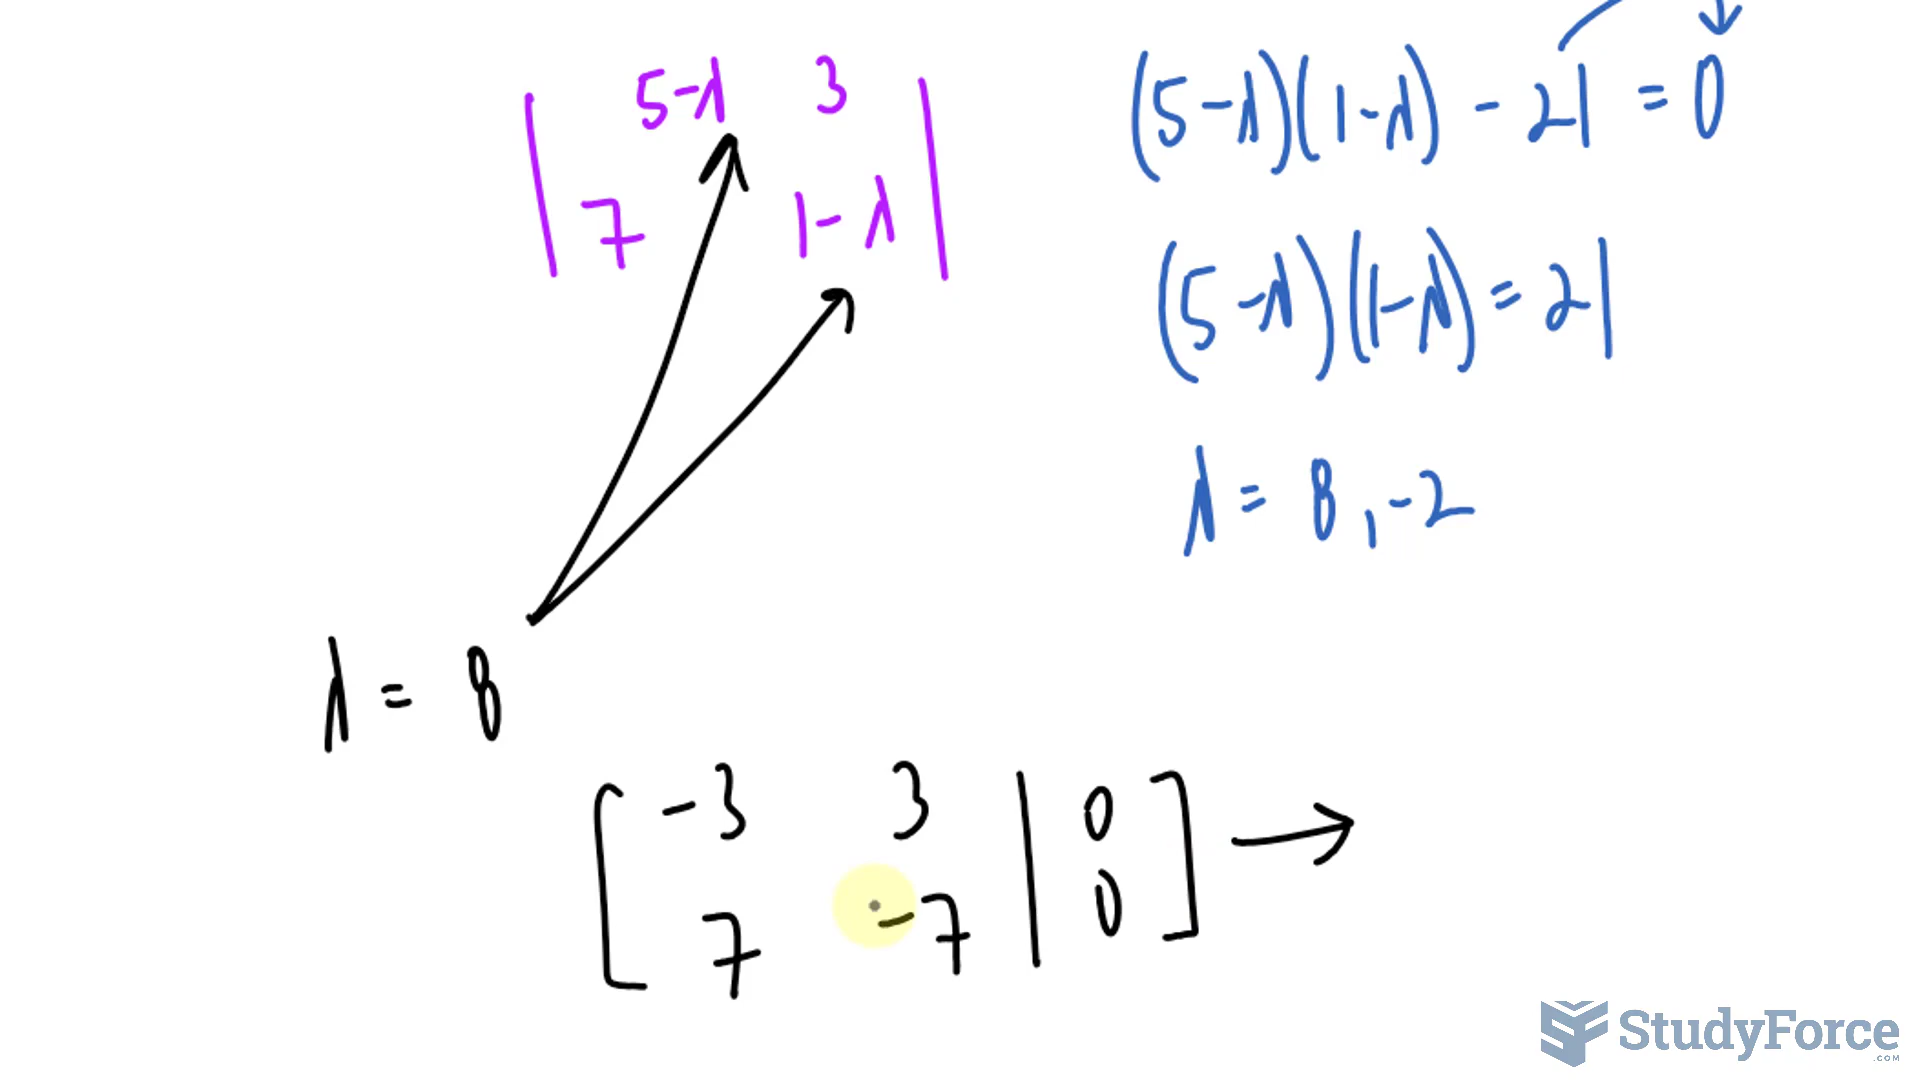 | 5-λ 3 |
| 7 1-λ |
(5-λ)(1-λ) - 21 = 0
(5-λ)(1-λ) = 21
λ = 8, -2
λ = 8
[ -3 3 | 0 ] →
[ 7 -7 | 0 ]
StudyForce
.COM